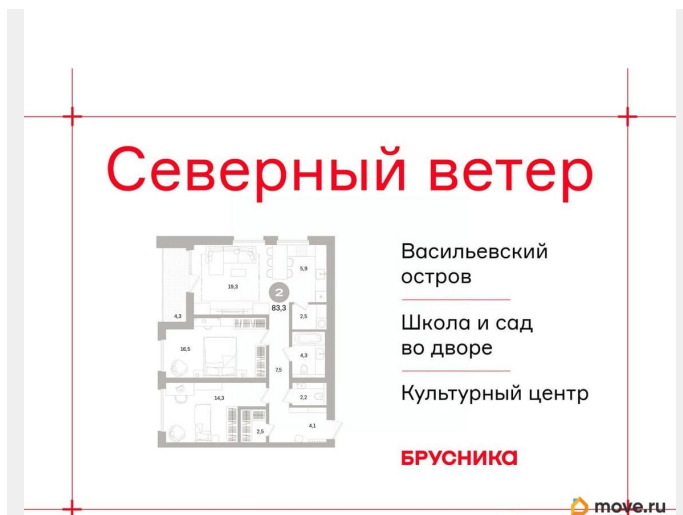 Северный ветер
Васильевский
остров
Школа и сад
во дворе
Культурный центр
БРУСНИКА
5,9
19,3
2
83,3
2,5
4,3
16,5
4,3
7,5
14,3
2,2
2,5
4,1
move.ru